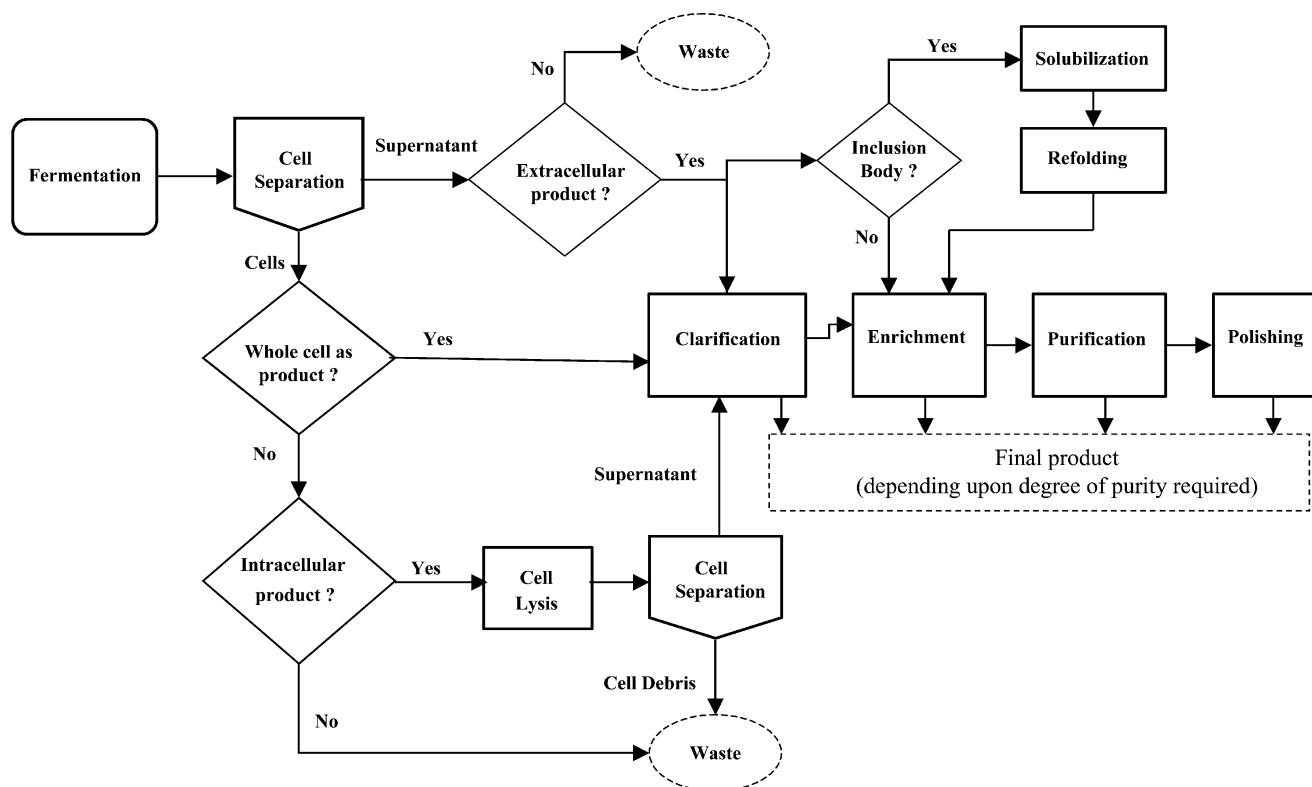 Waste
No
Yes
Solubilization
Fermentation
Cell
Separation
Supernatant
Extracellular
product ?
Yes
Inclusion
Body ?
Refolding
No
Cells
Whole cell as
product ?
Yes
Clarification
Enrichment
Purification
Polishing
No
Supernatant
Final product
(depending upon degree of purity required)
Intracellular
product ?
Yes
Cell
Lysis
Cell
Separation
Cell Debris
No
Waste